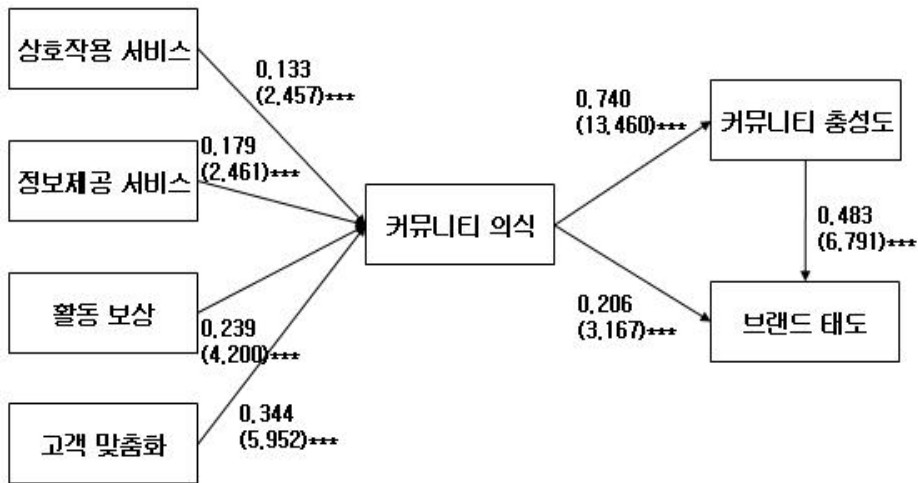 상호작용 서비스
0.133
(2.457)***
정보제공 서비스
0.179
(2.461)***
활동 보상
0.239
(4.200)***
고객 맞춤화
0.344
(5.952)***
커뮤니티 의식
0.740
(13.460)***
커뮤니티 충성도
0.483
(6.791)***
0.206
(3.167)***
브랜드 태도